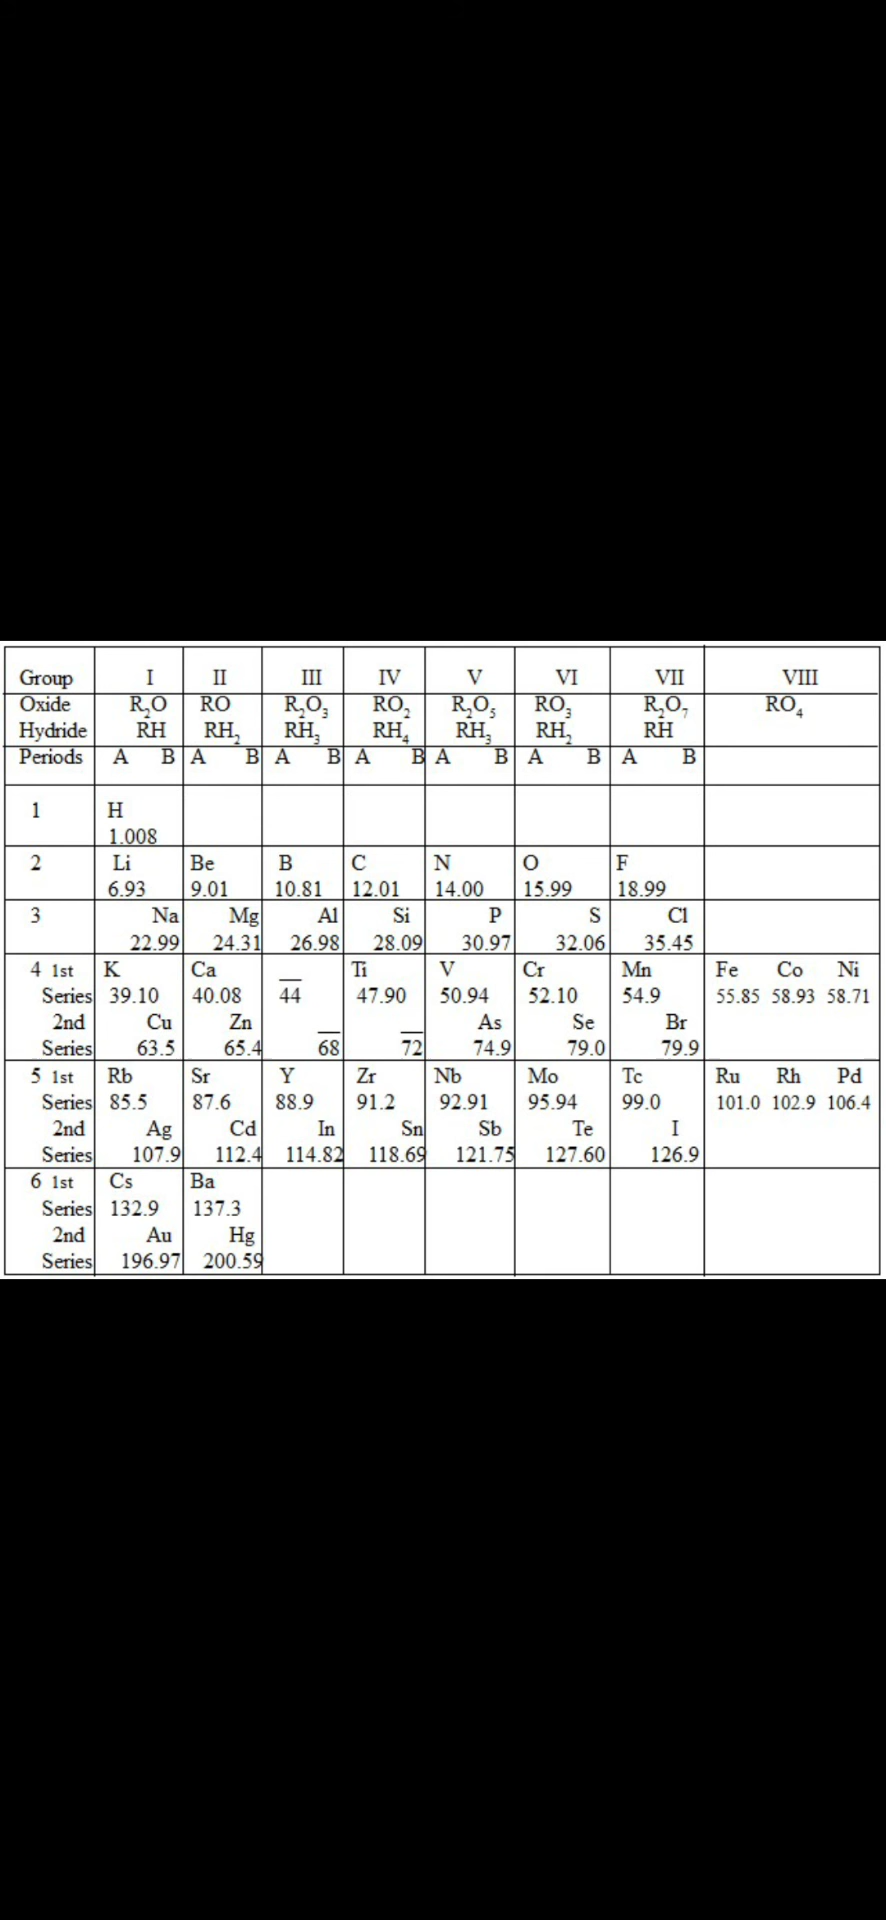 Group I II III IV V VI VII VIII
Oxide R₂O RO R₂O₃ RO₂ R₂O₅ RO₃ R₂O₇ RO₄
Hydride RH RH₂ RH₃ RH₄ RH₃ RH₂ RH
Periods A B A B A B A B A B A B A B
1 H
1.008
2 Li Be B C N O F
6.93 9.01 10.81 12.01 14.00 15.99 18.99
3 Na Mg Al Si P S Cl
22.99 24.31 26.98 28.09 30.97 32.06 35.45
4 1st K Ca __ Ti V Cr Mn Fe Co Ni
Series 39.10 40.08 44 47.90 50.94 52.10 54.9 55.85 58.93 58.71
2nd Cu Zn __ __ As Se Br
Series 63.5 65.4 68 72 74.9 79.0 79.9
5 1st Rb Sr Y Zr Nb Mo Tc Ru Rh Pd
Series 85.5 87.6 88.9 91.2 92.91 95.94 99.0 101.0 102.9 106.4
2nd Ag Cd In Sn Sb Te I
Series 107.9 112.4 114.82 118.69 121.75 127.60 126.9
6 1st Cs Ba
Series 132.9 137.3
2nd Au Hg
Series 196.97 200.59